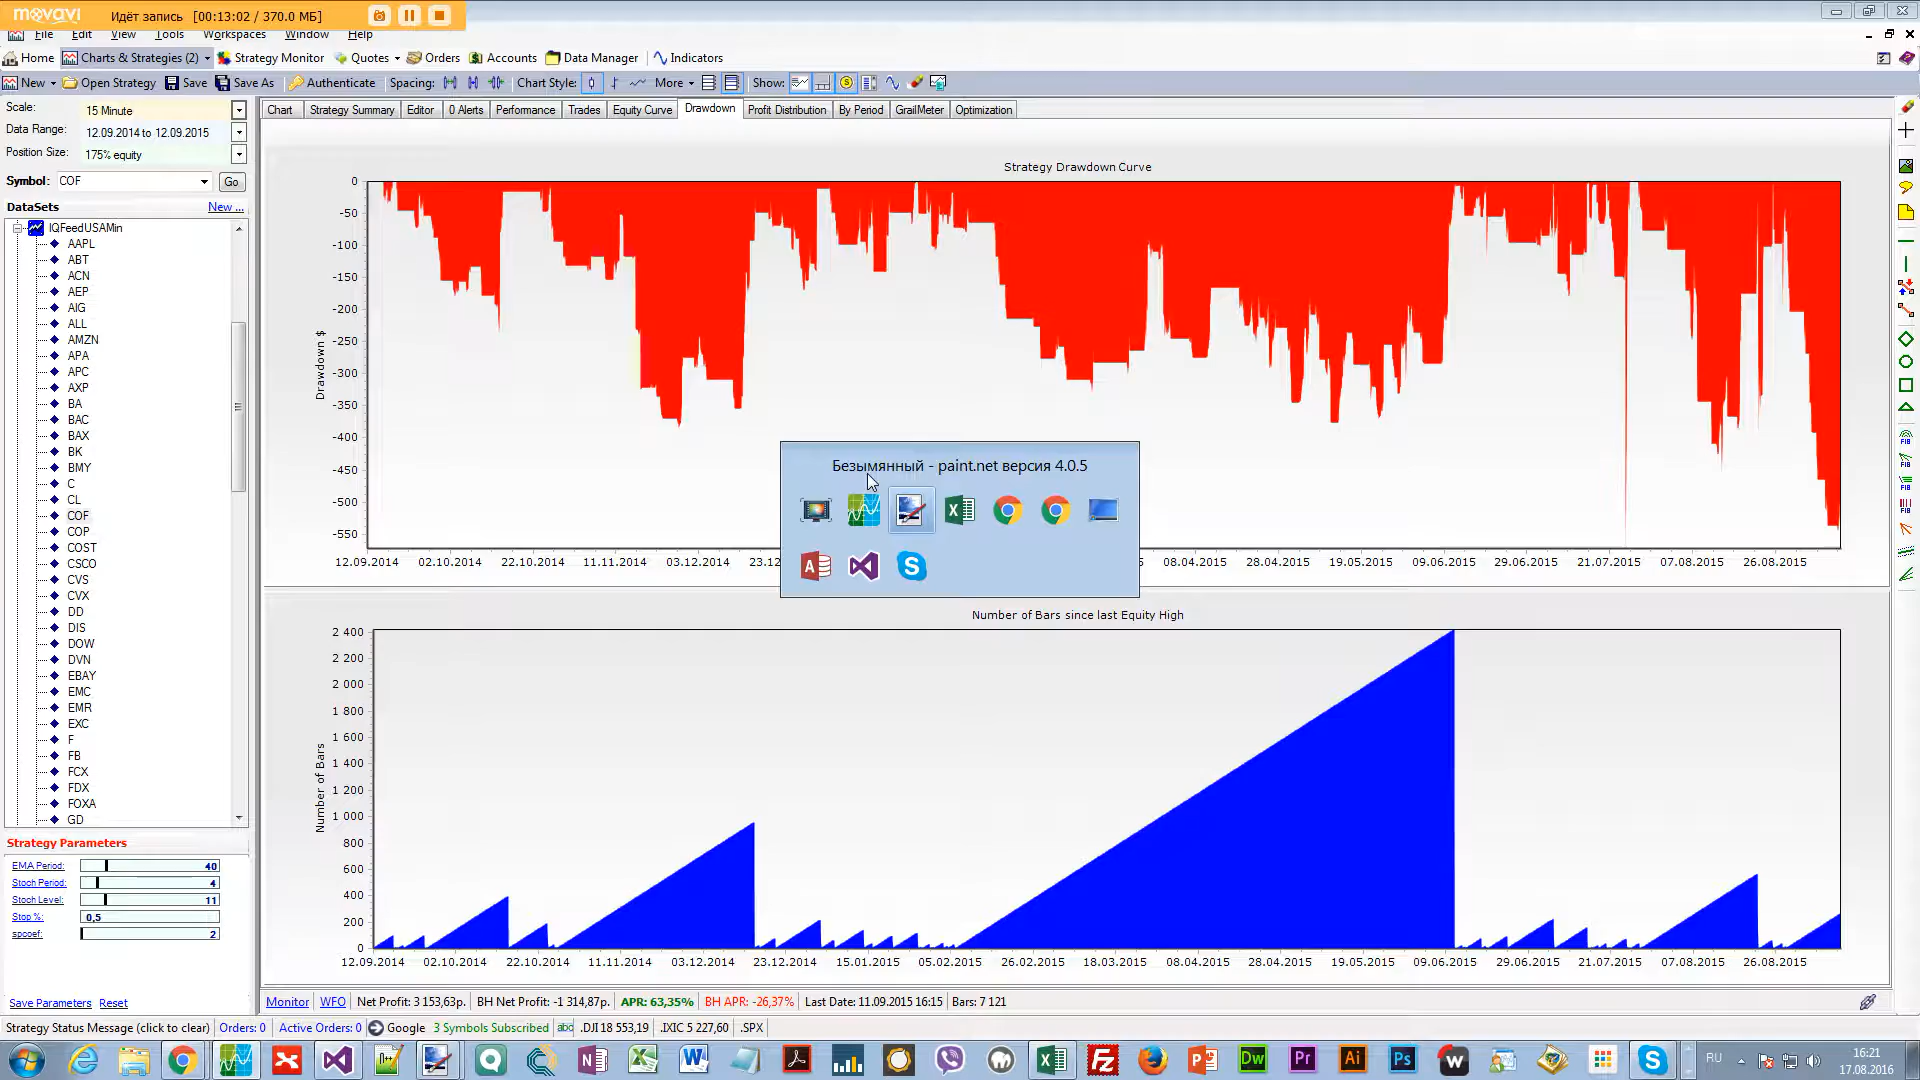 movavi Идёт запись [00:13:02 / 370.0 МБ]
File Edit View Tools Workspaces Window Help
Home Charts & Strategies (2) Strategy Monitor Quotes Orders Accounts Data Manager Indicators
New Open Strategy Save Save As Authenticate Spacing: Chart Style: More Show:
Scale: 15 Minute
Data Range: 12.09.2014 to 12.09.2015
Position Size: 175% equity
Symbol: COF Go
DataSets New ...
IQFeedUSAMin
AAPL
ABT
ACN
AEP
AIG
ALL
AMZN
APA
APC
AXP
BA
BAC
BAX
BK
BMY
C
CL
COF
COP
COST
CSCO
CVS
CVX
DD
DIS
DOW
DVN
EBAY
EMC
EMR
EXC
F
FB
FCX
FDX
FOXA
GD
Strategy Parameters
EMA Period: 40
Stoch Period: 4
Stoch Level: 11
Stop %: 0,5
spcoef: 2
Save Parameters Reset
Chart Strategy Summary Editor 0 Alerts Performance Trades Equity Curve Drawdown Profit Distribution By Period GrailMeter Optimization
Strategy Drawdown Curve
Drawdown $
0
-50
-100
-150
-200
-250
-300
-350
-400
-450
-500
-550
12.09.2014 02.10.2014 22.10.2014 11.11.2014 03.12.2014 23.12 08.04.2015 28.04.2015 19.05.2015 09.06.2015 29.06.2015 21.07.2015 07.08.2015 26.08.2015
Безымянный - paint.net версия 4.0.5
Number of Bars since last Equity High
Number of Bars
2 400
2 200
2 000
1 800
1 600
1 400
1 200
1 000
800
600
400
200
0
12.09.2014 02.10.2014 22.10.2014 11.11.2014 03.12.2014 23.12.2014 15.01.2015 05.02.2015 26.02.2015 18.03.2015 08.04.2015 28.04.2015 19.05.2015 09.06.2015 29.06.2015 21.07.2015 07.08.2015 26.08.2015
FIB
FIB
FIB
FIB
Monitor WFO Net Profit: 3 153,63р. BH Net Profit: -1 314,87р. APR: 63,35% BH APR: -26,37% Last Date: 11.09.2015 16:15 Bars: 7 121
Strategy Status Message (click to clear) Orders: 0 Active Orders: 0 Google 3 Symbols Subscribed abc .DJI 18 553,19 .IXIC 5 227,60 .SPX
Dw Pr Ai Ps
RU 16:21
17.08.2016